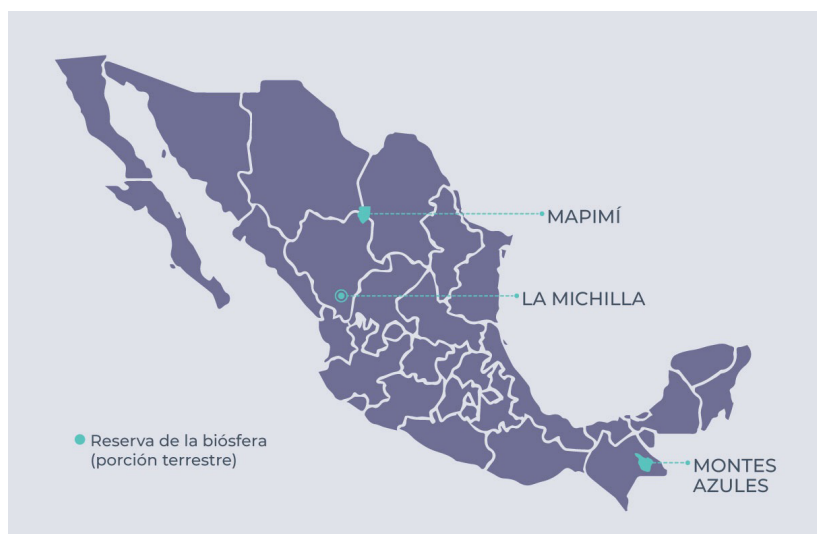 MAPIMÍ
LA MICHILLA
Reserva de la biósfera
(porción terrestre)
MONTES
AZULES